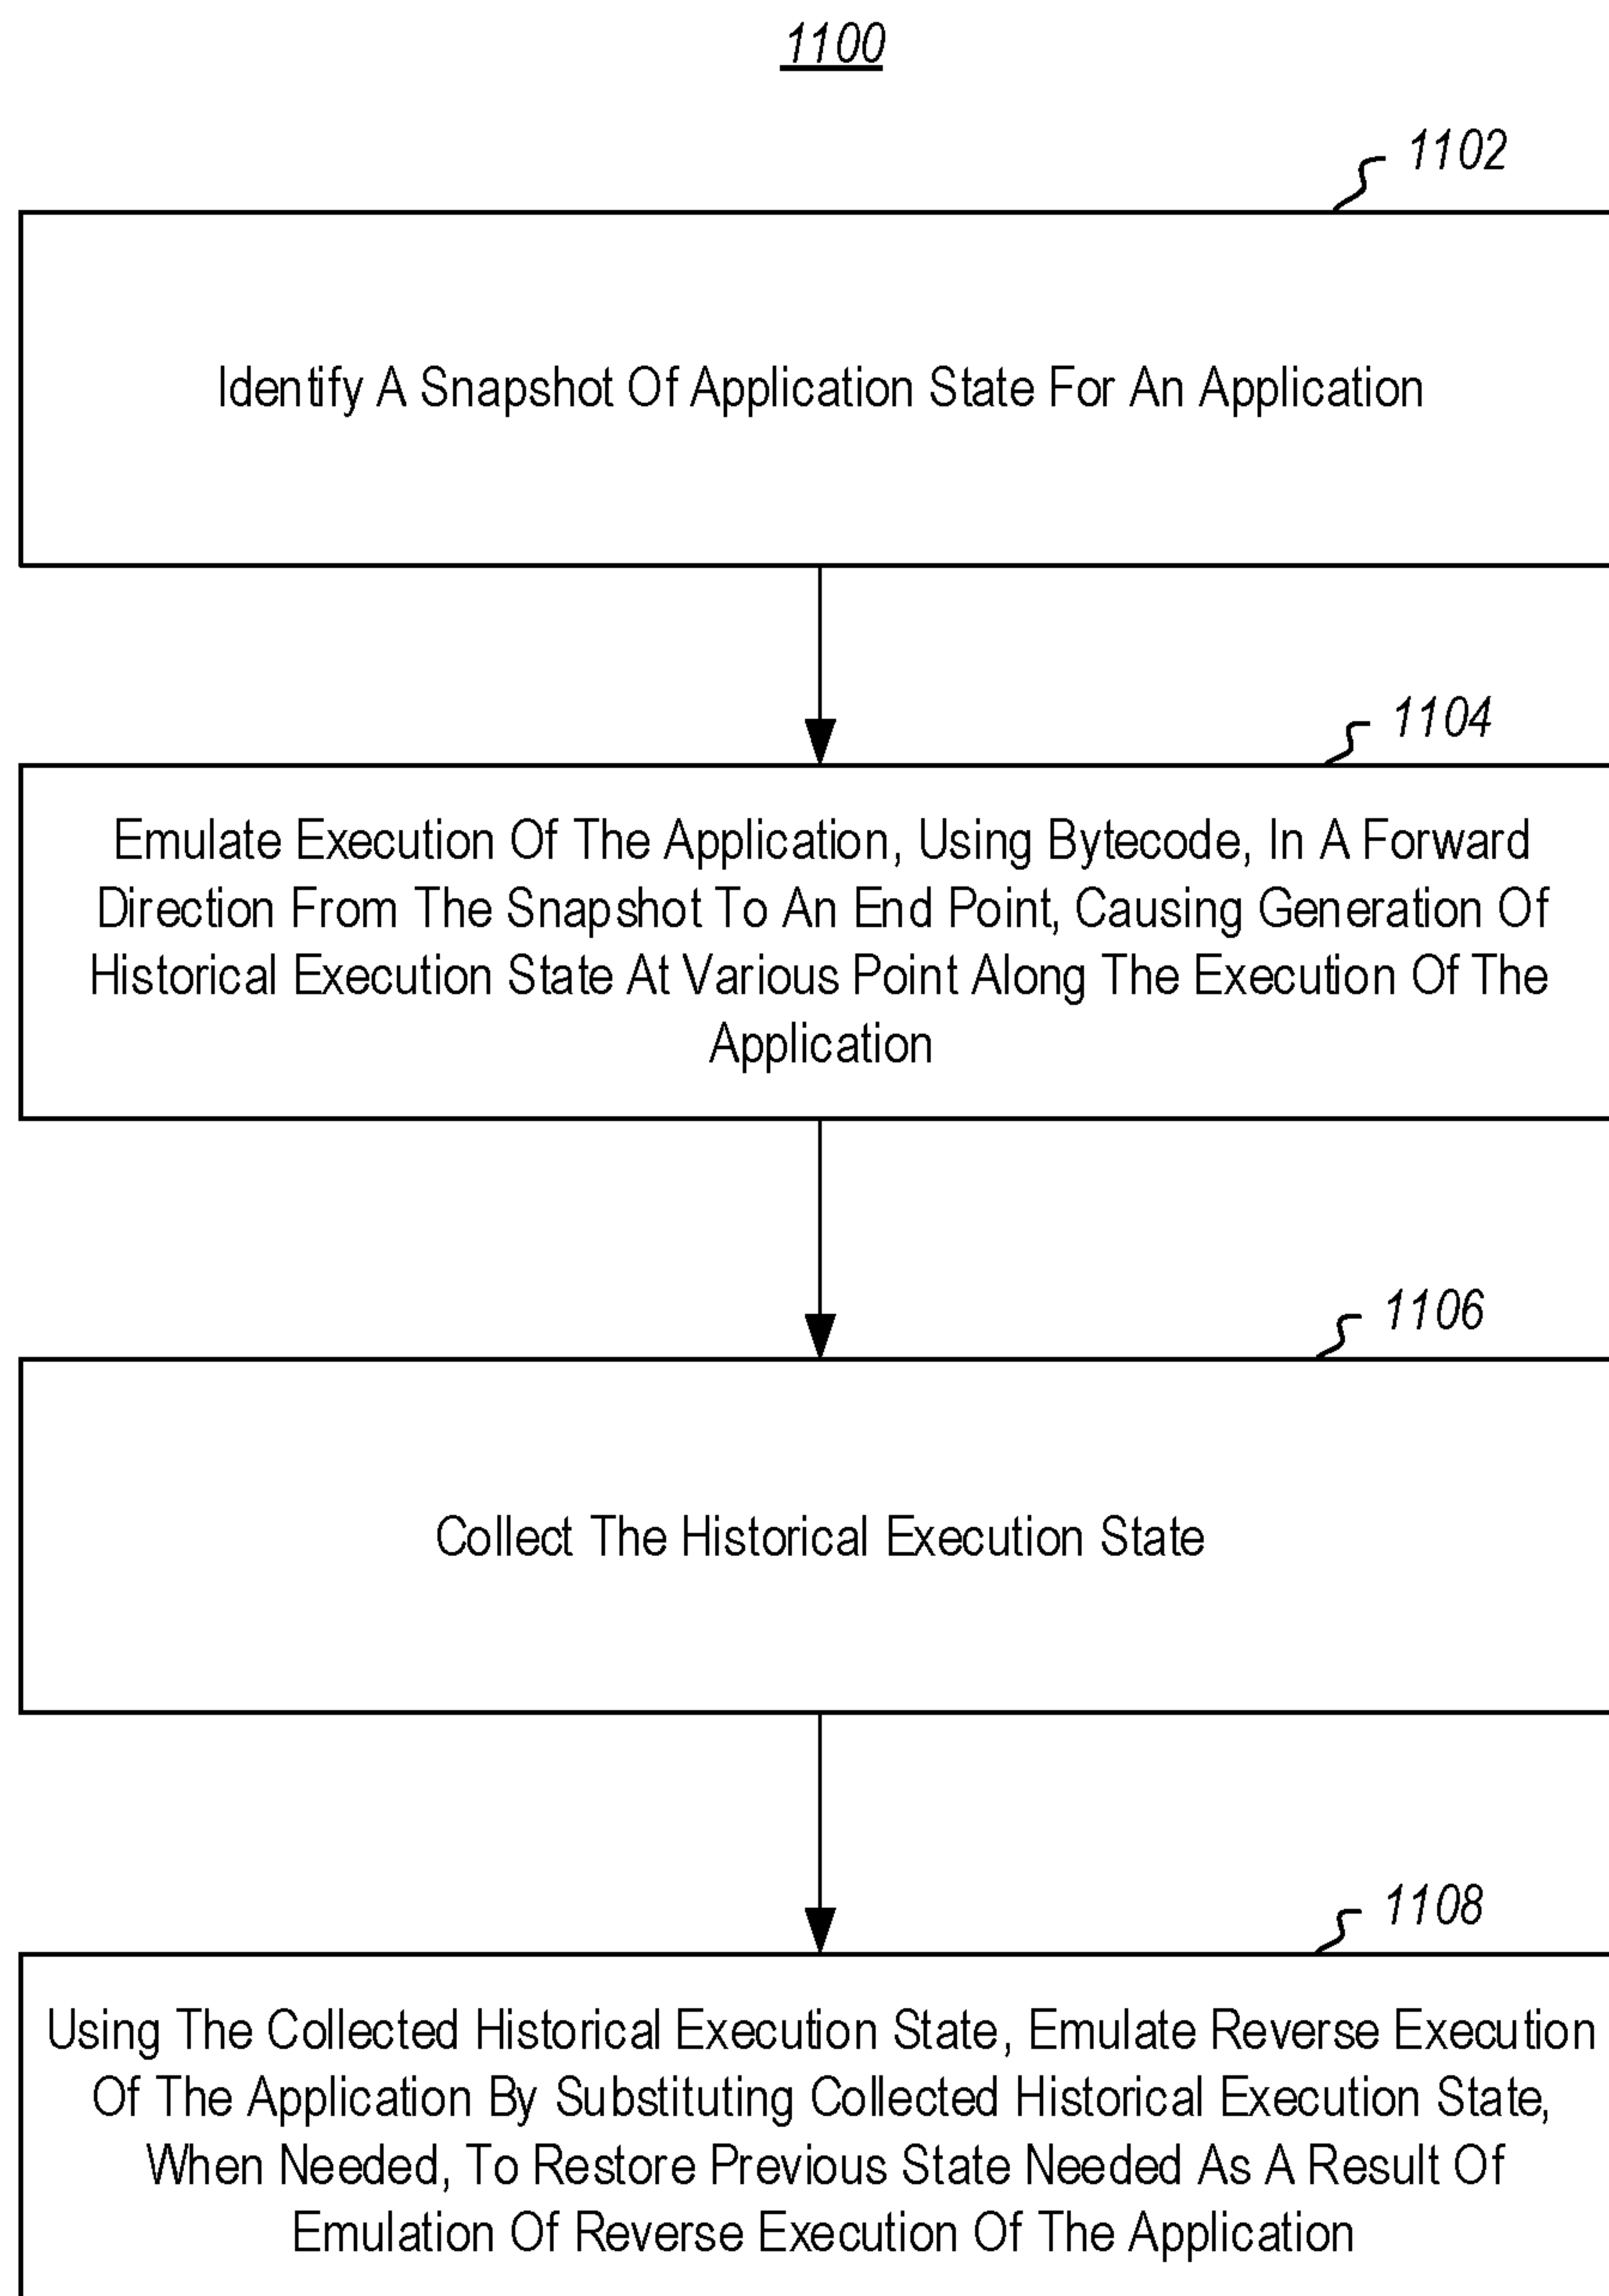 1100
1102
Identify A Snapshot Of Application State For An Application
1104
Emulate Execution Of The Application, Using Bytecode, In A Forward
Direction From The Snapshot To An End Point, Causing Generation Of
Historical Execution State At Various Point Along The Execution Of The
Application
1106
Collect The Historical Execution State
1108
Using The Collected Historical Execution State, Emulate Reverse Execution
Of The Application By Substituting Collected Historical Execution State,
When Needed, To Restore Previous State Needed As A Result Of
Emulation Of Reverse Execution Of The Application